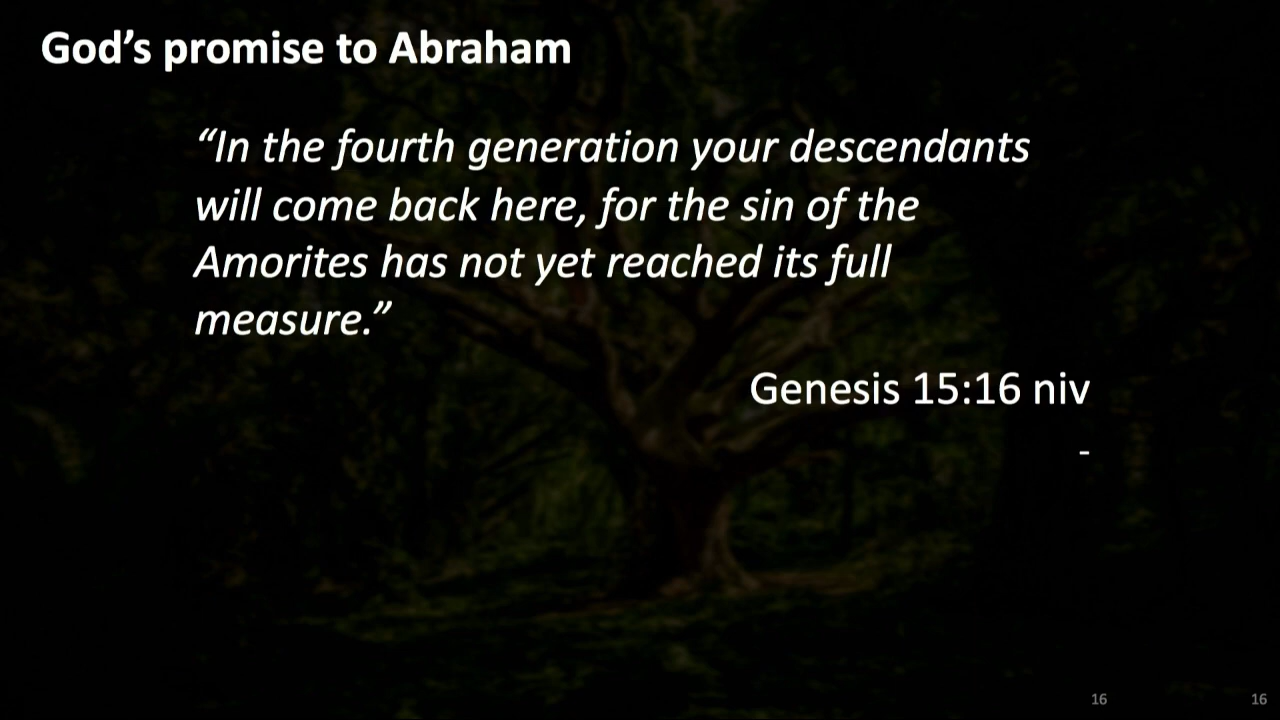 God’s promise to Abraham
“In the fourth generation your descendants
will come back here, for the sin of the
Amorites has not yet reached its full
measure.”
Genesis 15:16 niv
-
16 16